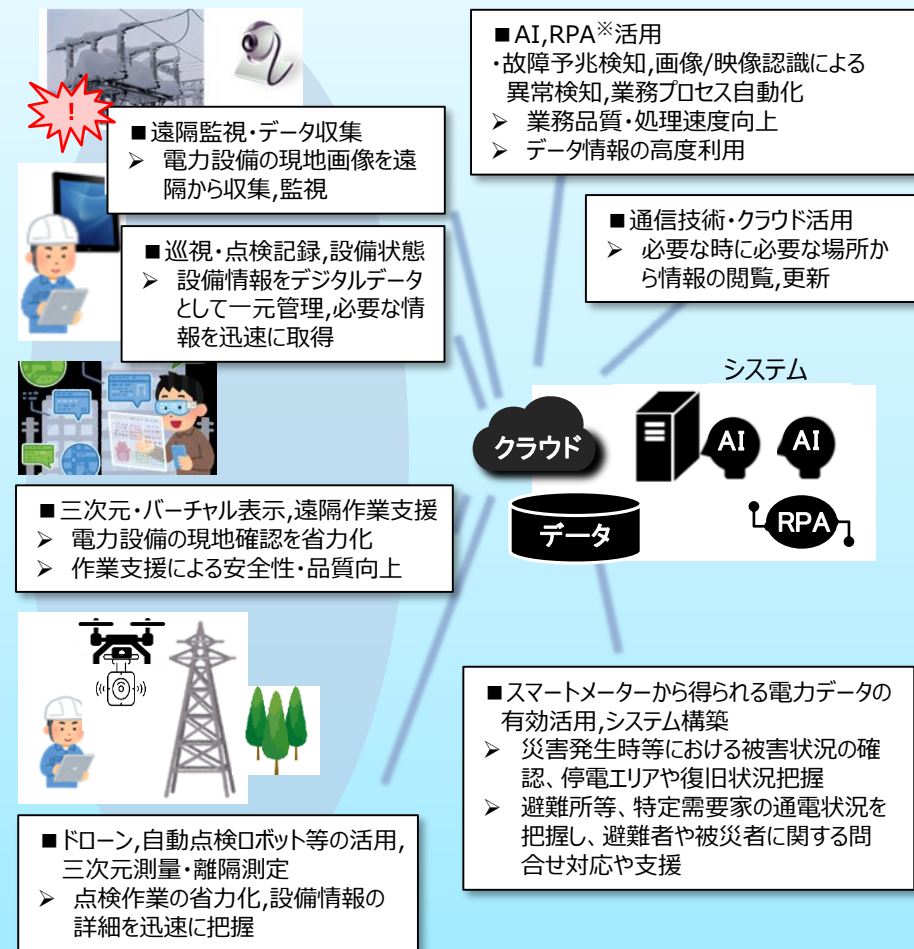 !
■遠隔監視・データ収集
➢ 電力設備の現地画像を遠
隔から収集,監視
■巡視・点検記録,設備状態
➢ 設備情報をデジタルデータ
として一元管理,必要な情
報を迅速に取得
■三次元・バーチャル表示,遠隔作業支援
➢ 電力設備の現地確認を省力化
➢ 作業支援による安全性・品質向上
■ドローン,自動点検ロボット等の活用,
三次元測量・離隔測定
➢ 点検作業の省力化,設備情報の
詳細を迅速に把握
■AI,RPA※活用
・故障予兆検知,画像/映像認識による
異常検知,業務プロセス自動化
➢ 業務品質・処理速度向上
➢ データ情報の高度利用
■通信技術・クラウド活用
➢ 必要な時に必要な場所か
ら情報の閲覧,更新
システム
クラウド
AI
AI
データ
RPA
■スマートメーターから得られる電力データの
有効活用,システム構築
➢ 災害発生時等における被害状況の確
認、停電エリアや復旧状況把握
➢ 避難所等、特定需要家の通電状況を
把握し、避難者や被災者に関する問
合せ対応や支援